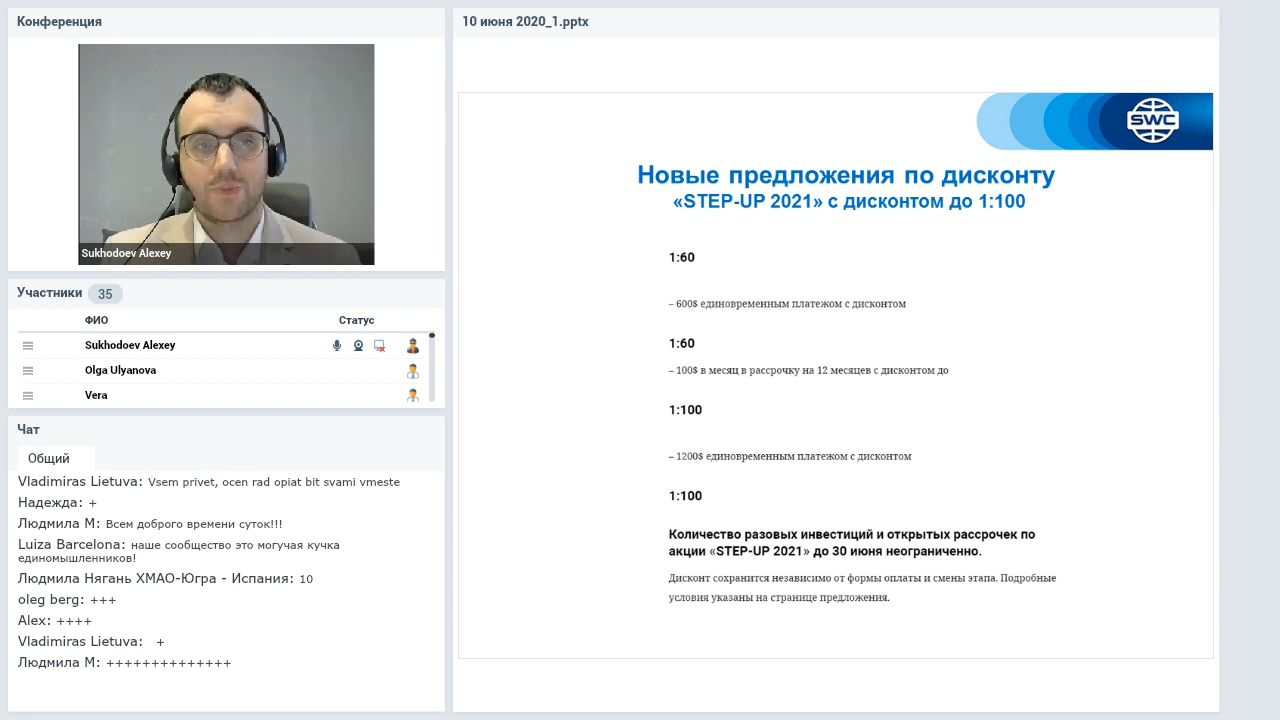 Конференция
Sukhodoev Alexey
Участники 35
ФИО Статус
Sukhodoev Alexey
Olga Ulyanova
Vera
Чат
Общий
Vladimiras Lietuva: Vsem privet, ocen rad opiat bit svami vmeste
Надежда: +
Людмила М: Всем доброго времени суток!!!
Luiza Barcelona: наше сообщество это могучая кучка
единомышленников!
Людмила Нягань ХМАО-Югра - Испания: 10
oleg berg: +++
Alex: ++++
Vladimiras Lietuva: +
Людмила М: ++++++++++++++
10 июня 2020_1.pptx
SWC
Новые предложения по дисконту
«STEP-UP 2021» с дисконтом до 1:100
1:60
– 600$ единовременным платежом с дисконтом
1:60
– 100$ в месяц в рассрочку на 12 месяцев с дисконтом до
1:100
– 1200$ единовременным платежом с дисконтом
1:100
Количество разовых инвестиций и открытых рассрочек по
акции «STEP-UP 2021» до 30 июня неограниченно.
Дисконт сохранится независимо от формы оплаты и смены этапа. Подробные
условия указаны на странице предложения.